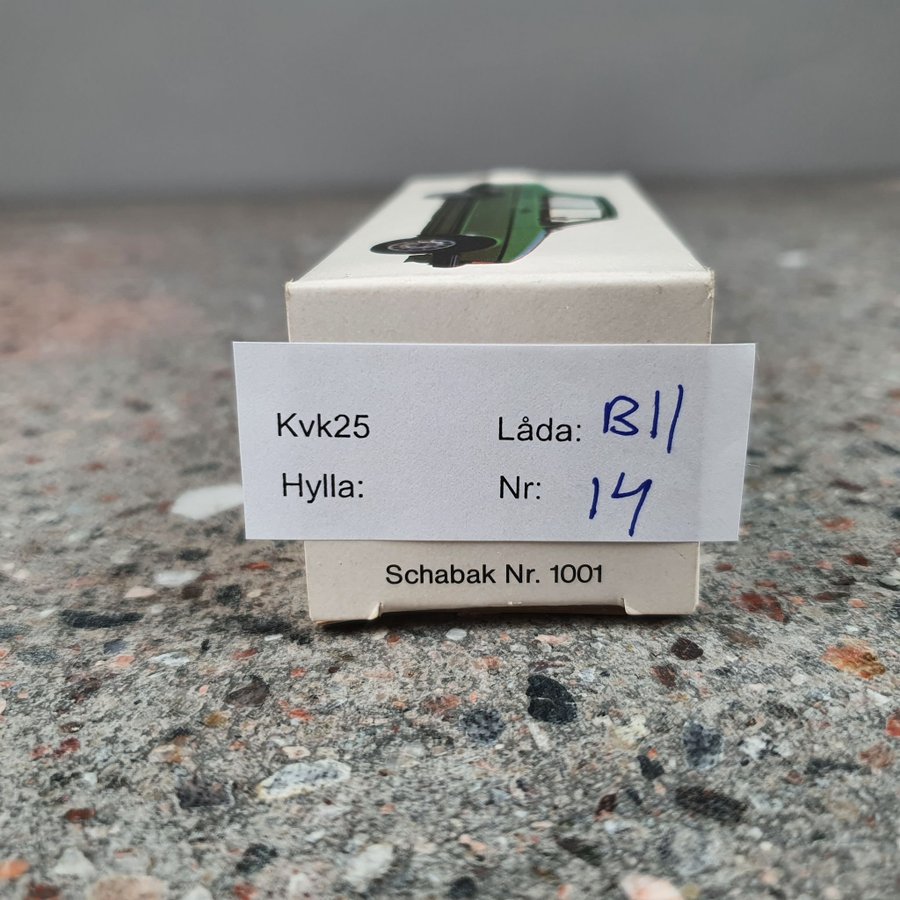 Kvk25 Låda: B11
Hylla: Nr: 14
Schabak Nr. 1001